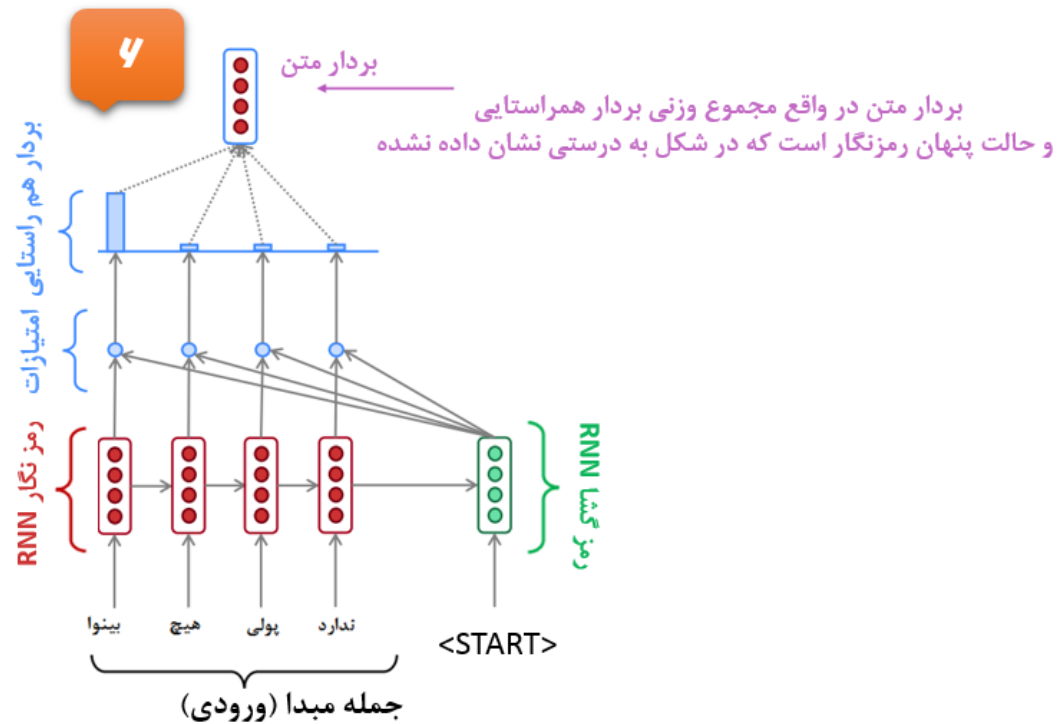 بردار متن
بردار متن در واقع مجموع وزنی بردار همراستایی
و حالت پنهان رمزنگار است که در شکل به درستی نشان داده نشده
بردار هم راستایی
امتیازات
رمز نگار RNN
رمز گشا RNN
بینوا
هیچ
پولی
ندارد
<START>
جمله مبدا (ورودی)